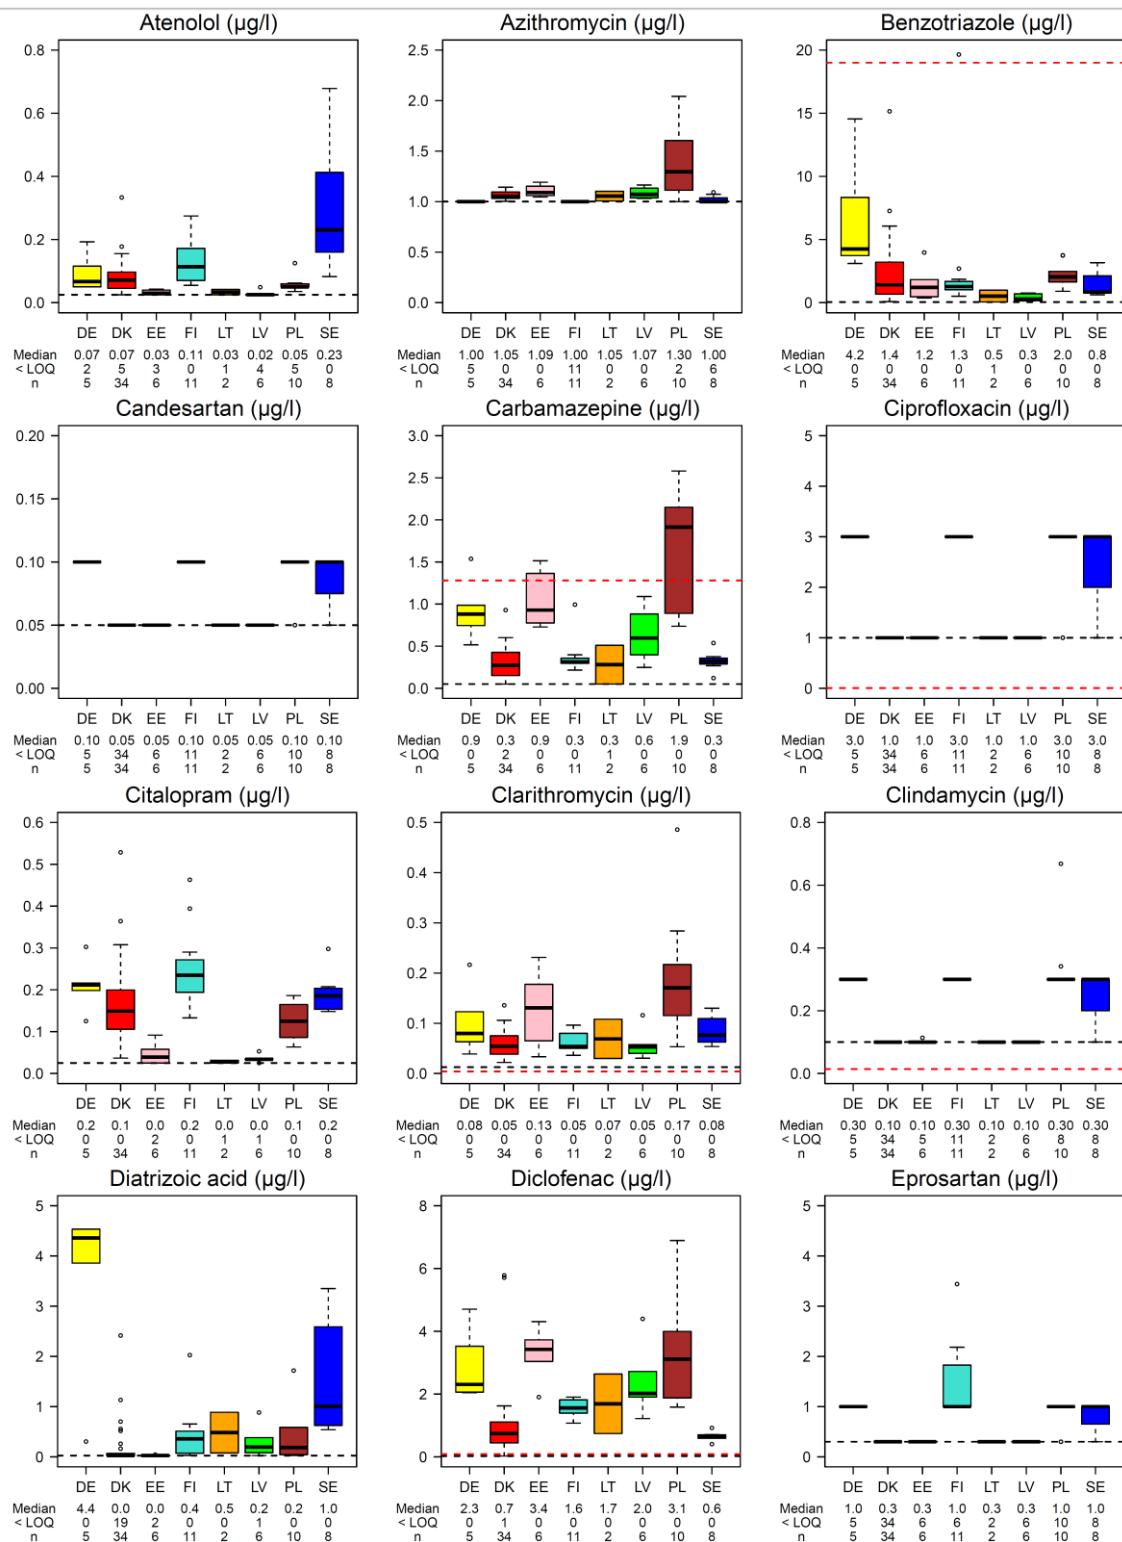 Atenolol (µg/l)
0.8
0.6
0.4
0.2
0.0
DE DK EE FI LT LV PL SE
Median 0.07 0.07 0.03 0.11 0.03 0.02 0.05 0.23
< LOQ 2 5 3 0 1 4 0 0
n 5 34 6 11 2 6 10 8
Azithromycin (µg/l)
2.5
2.0
1.5
1.0
0.5
0.0
DE DK EE FI LT LV PL SE
Median 1.00 1.05 1.09 1.00 1.05 1.07 1.30 1.00
< LOQ 5 0 0 11 0 0 2 6
n 5 34 6 11 2 6 10 8
Benzotriazole (µg/l)
20
15
10
5
0
DE DK EE FI LT LV PL SE
Median 4.2 1.4 1.2 1.3 0.5 0.3 2.0 0.8
< LOQ 0 0 0 0 1 0 0 0
n 5 34 6 11 2 6 10 8
Candesartan (µg/l)
0.20
0.15
0.10
0.05
0.00
DE DK EE FI LT LV PL SE
Median 0.10 0.05 0.05 0.10 0.05 0.05 0.10 0.10
< LOQ 5 34 6 11 2 6 10 8
n 5 34 6 11 2 6 10 8
Carbamazepine (µg/l)
3.0
2.0
1.5
1.0
0.5
0.0
DE DK EE FI LT LV PL SE
Median 0.9 0.3 0.9 0.3 0.3 0.6 1.9 0.3
< LOQ 0 2 0 0 1 0 0 0
n 5 34 6 11 2 6 10 8
Ciprofloxacin (µg/l)
5
4
3
2
1
0
DE DK EE FI LT LV PL SE
Median 3.0 1.0 1.0 3.0 1.0 1.0 3.0 3.0
< LOQ 5 34 6 11 2 6 10 8
n 5 34 6 11 2 6 10 8
Citalopram (µg/l)
0.6
0.5
0.4
0.3
0.2
0.1
0.0
DE DK EE FI LT LV PL SE
Median 0.2 0.1 0.0 0.2 0.0 0.0 0.1 0.2
< LOQ 0 0 2 0 1 1 0 0
n 5 34 6 11 2 6 10 8
Clarithromycin (µg/l)
0.5
0.4
0.3
0.2
0.1
0.0
DE DK EE FI LT LV PL SE
Median 0.08 0.05 0.13 0.05 0.07 0.05 0.17 0.08
< LOQ 0 0 0 0 0 0 0 0
n 5 34 6 11 2 6 10 8
Clindamycin (µg/l)
0.8
0.6
0.4
0.2
0.0
DE DK EE FI LT LV PL SE
Median 0.30 0.10 0.10 0.30 0.10 0.10 0.30 0.30
< LOQ 5 34 5 11 2 6 8 8
n 5 34 6 11 2 6 10 8
Diatrizoic acid (µg/l)
5
4
3
2
1
0
DE DK EE FI LT LV PL SE
Median 4.4 0.0 0.0 0.4 0.5 0.2 0.2 1.0
< LOQ 0 19 2 0 0 1 0 0
n 5 34 6 11 2 6 10 8
Diclofenac (µg/l)
8
6
4
2
0
DE DK EE FI LT LV PL SE
Median 2.3 0.7 3.4 1.6 1.7 2.0 3.1 0.6
< LOQ 0 1 0 0 0 0 0 0
n 5 34 6 11 2 6 10 8
Eprosartan (µg/l)
5
4
3
2
1
0
DE DK EE FI LT LV PL SE
Median 1.0 0.3 0.3 1.0 0.3 0.3 1.0 1.0
< LOQ 5 34 6 6 2 6 10 8
n 5 34 6 11 2 6 10 8